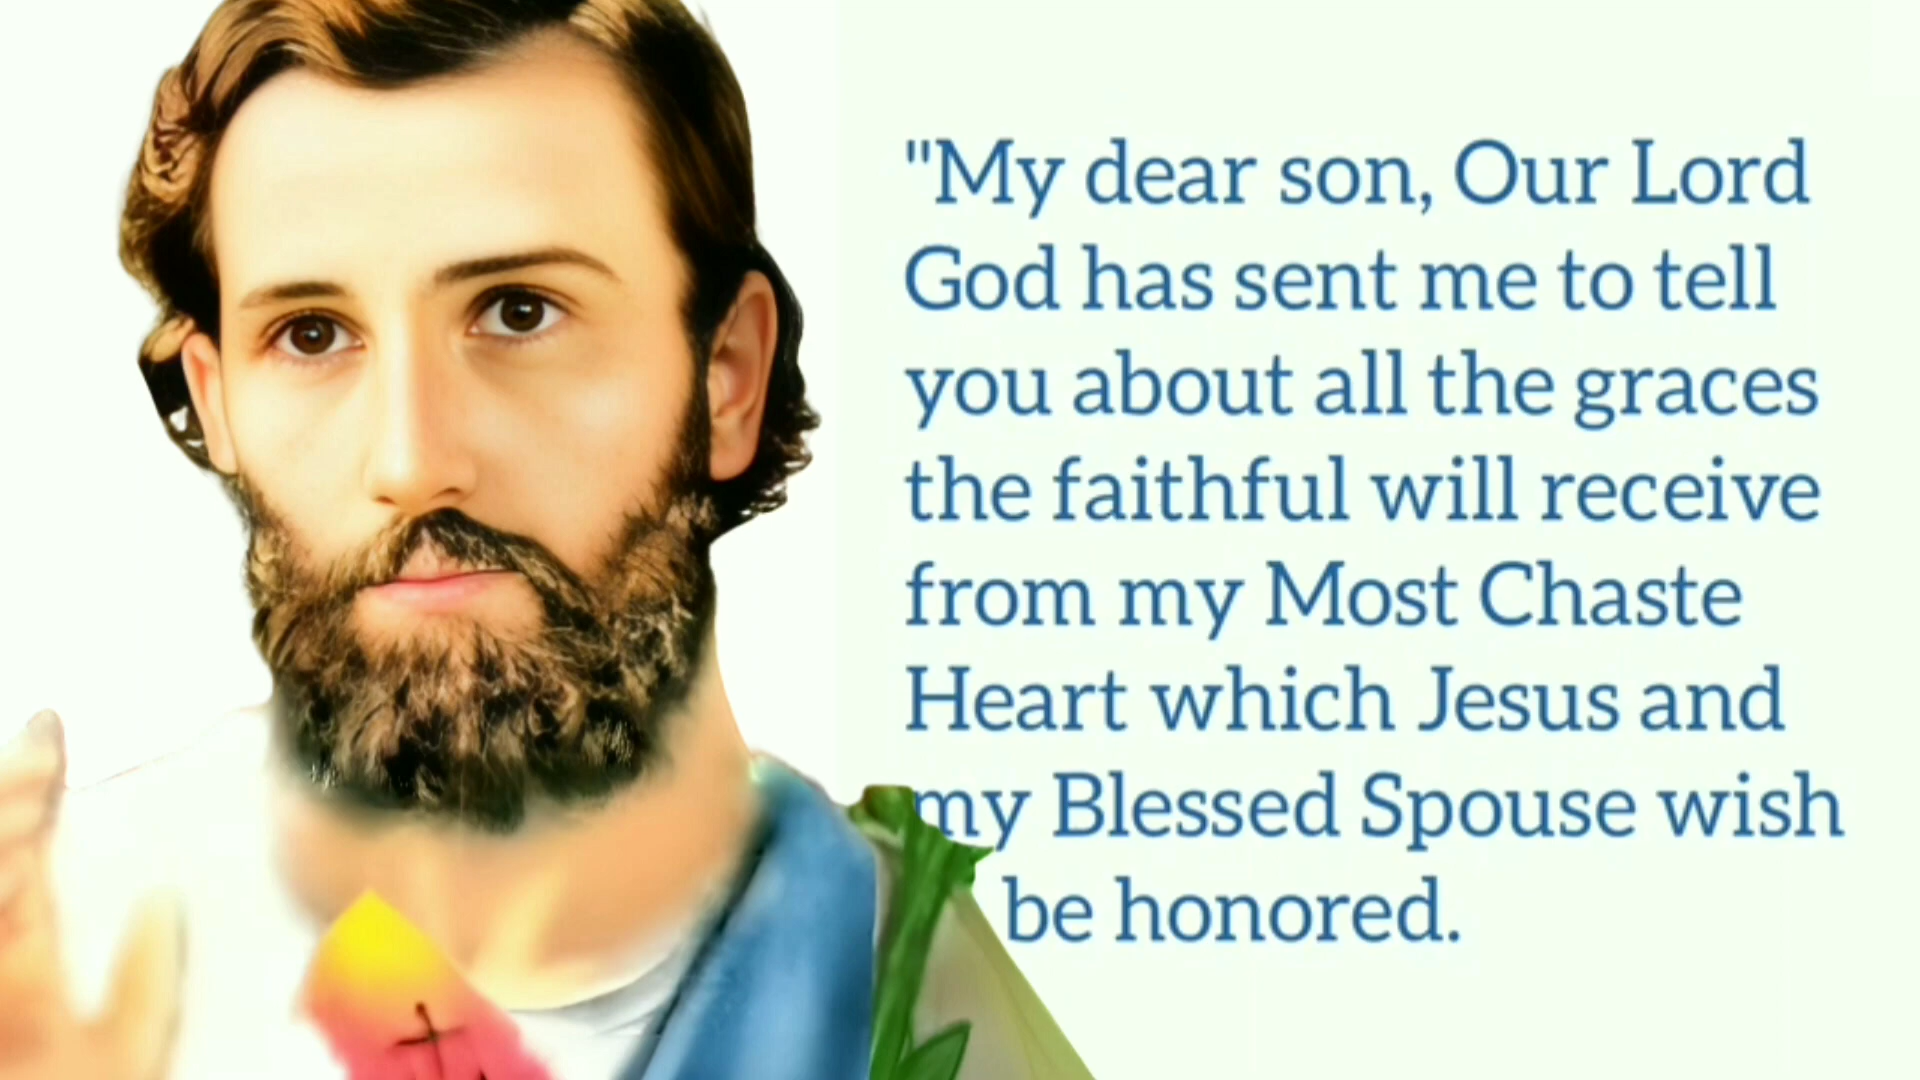 "My dear son, Our Lord
God has sent me to tell
you about all the graces
the faithful will receive
from my Most Chaste
Heart which Jesus and
my Blessed Spouse wish
be honored.